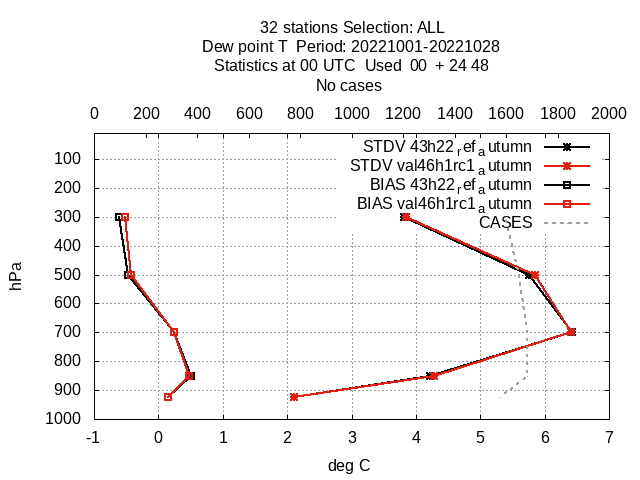 32 stations Selection: ALL
Dew point T  Period: 20221001-20221028
Statistics at 00 UTC  Used  00  + 24 48
No cases
0 200 400 600 800 1000 1200 1400 1600 1800 2000
STDV 43h22_ref_autumn
STDV val46h1rc1_autumn
BIAS 43h22_ref_autumn
BIAS val46h1rc1_autumn
CASES
100
200
300
400
500
600
700
800
900
1000
hPa
-1 0 1 2 3 4 5 6 7
deg C